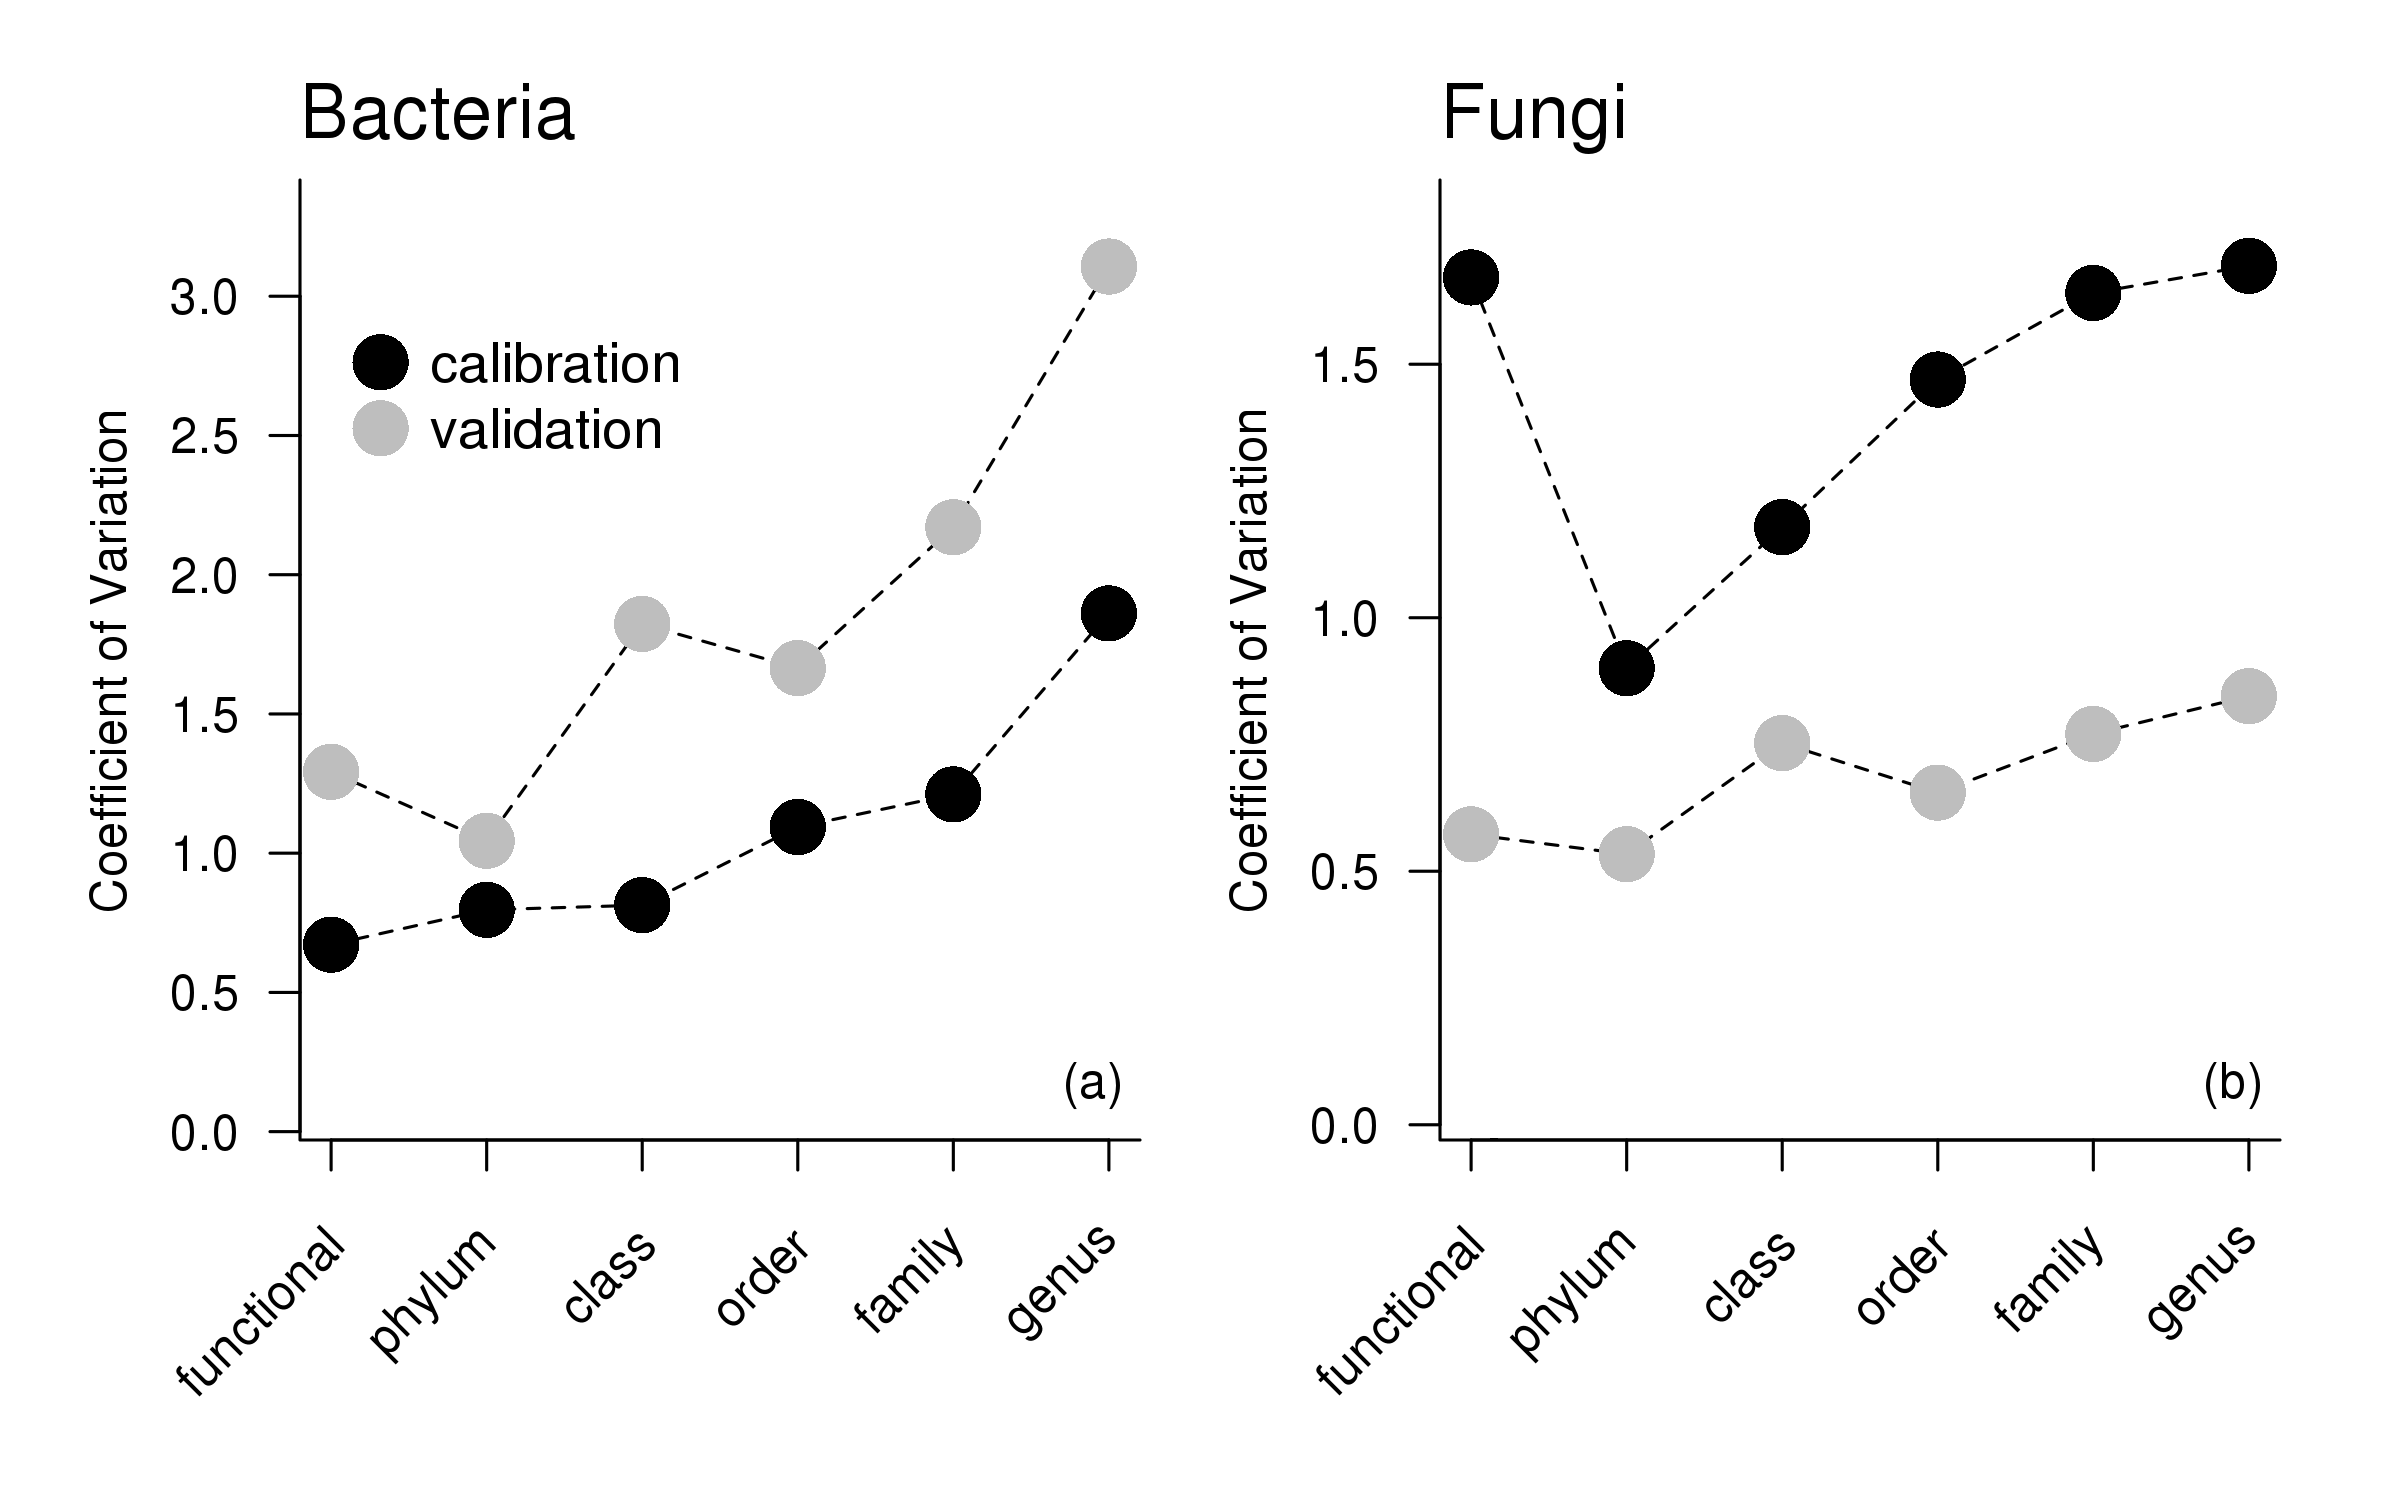 Bacteria
Coefficient of Variation
3.0
2.5
2.0
1.5
1.0
0.5
0.0
calibration
validation
(a)
functional
phylum
class
order
family
genus
Fungi
Coefficient of Variation
1.5
1.0
0.5
0.0
(b)
functional
phylum
class
order
family
genus